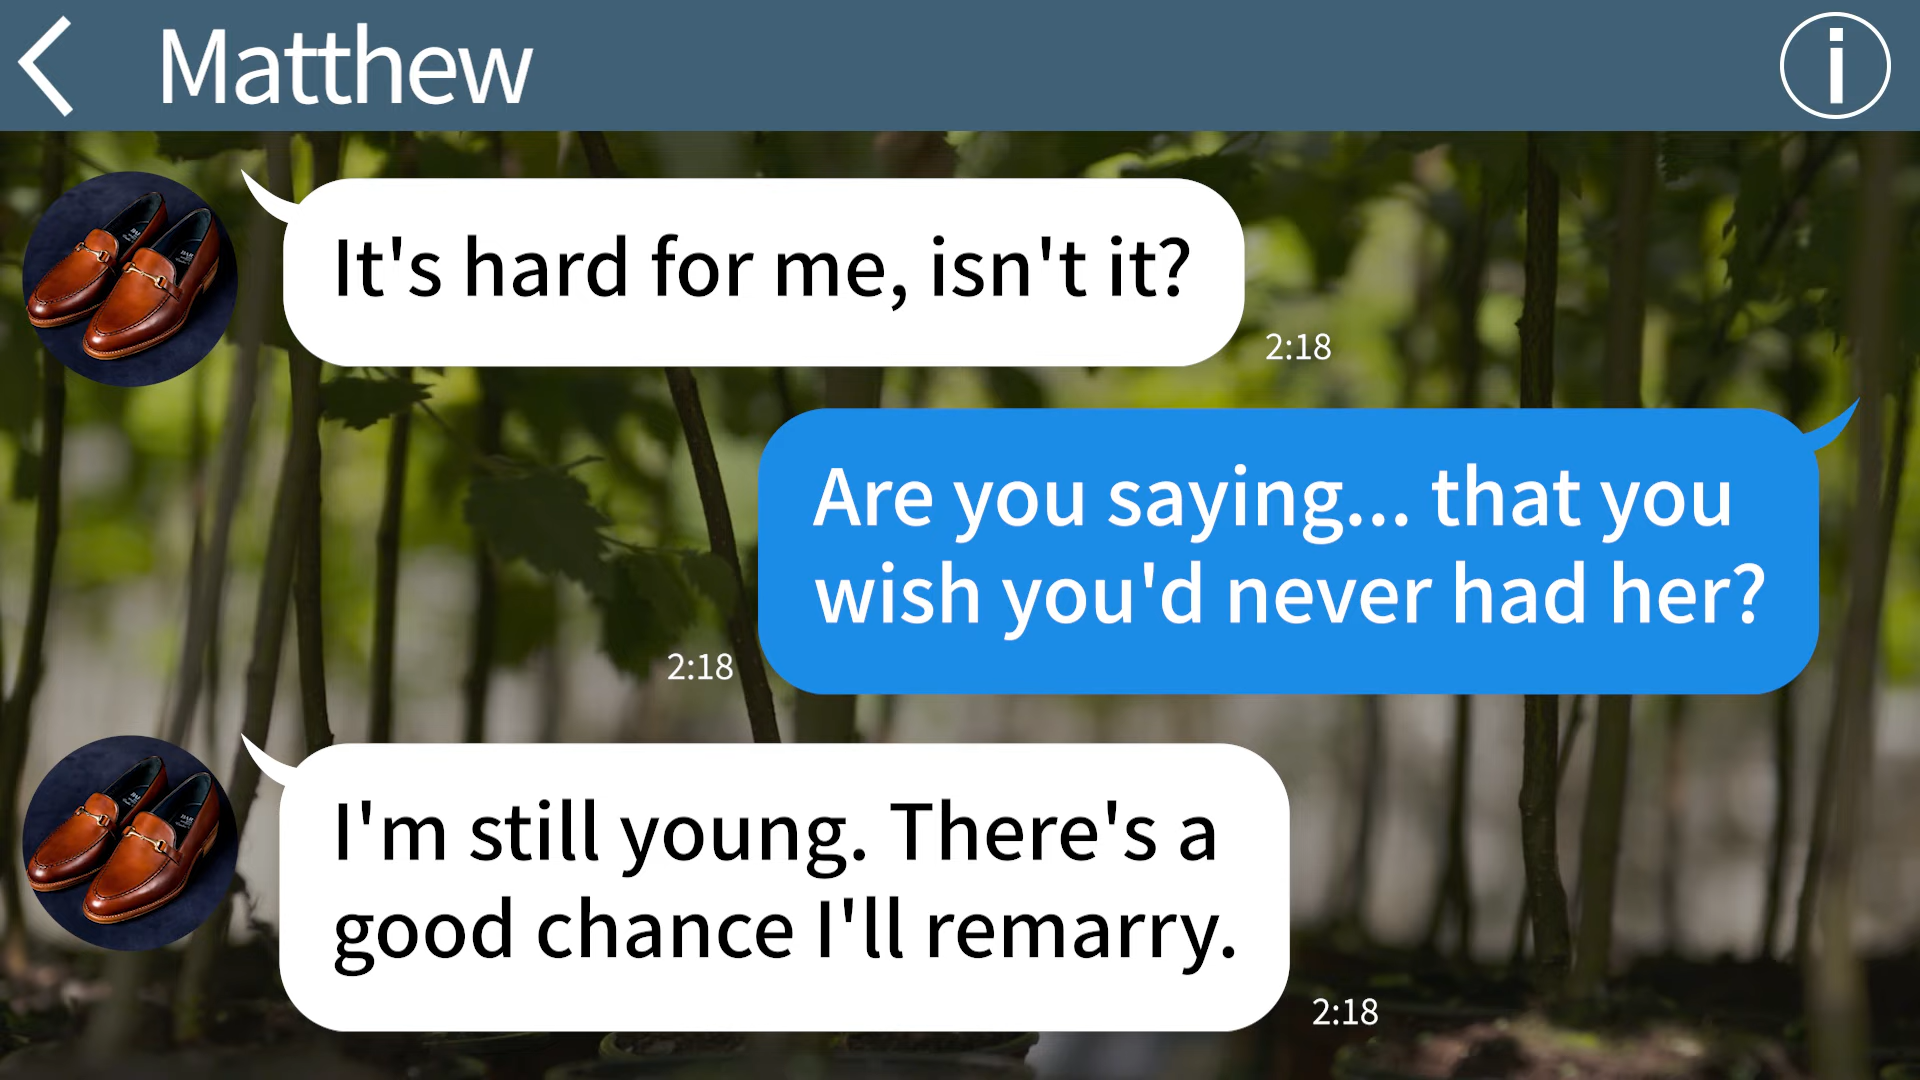 Matthew
It's hard for me, isn't it?
2:18
Are you saying... that you
wish you'd never had her?
2:18
I'm still young. There's a
good chance I'll remarry.
2:18